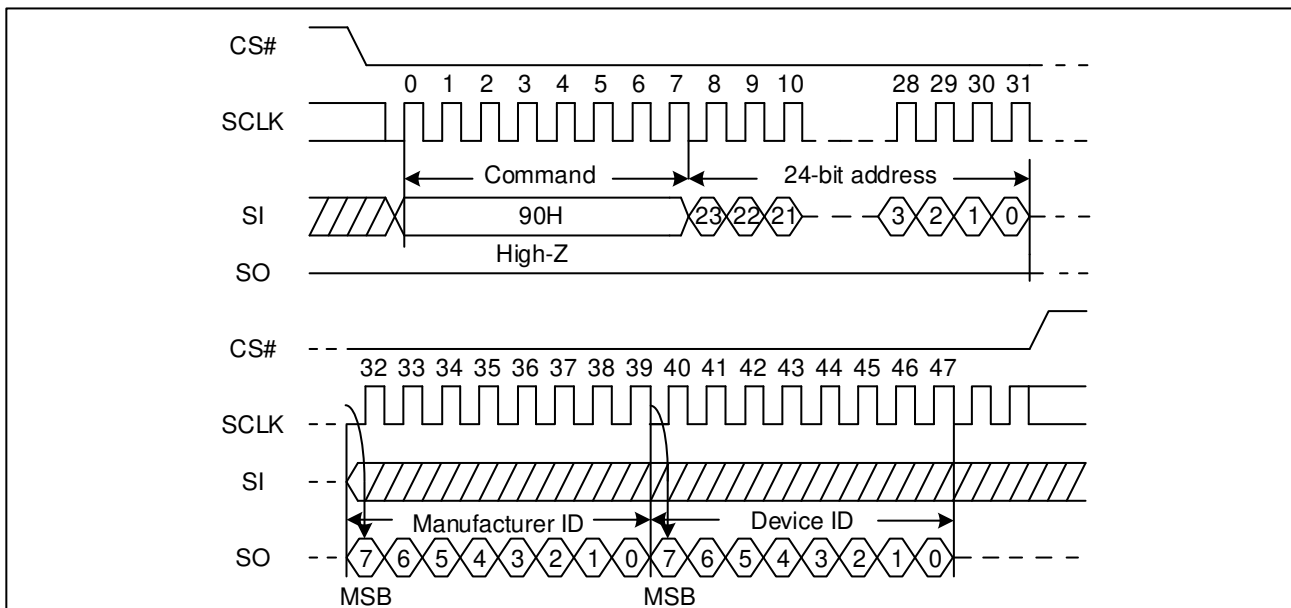 CS#
0 1 2 3 4 5 6 7 8 9 10 28 29 30 31
SCLK
Command 24-bit address
SI 90H 23 22 21 3 2 1 0
High-Z
SO
CS#
32 33 34 35 36 37 38 39 40 41 42 43 44 45 46 47
SCLK
SI
Manufacturer ID Device ID
SO 7 6 5 4 3 2 1 0 7 6 5 4 3 2 1 0
MSB MSB